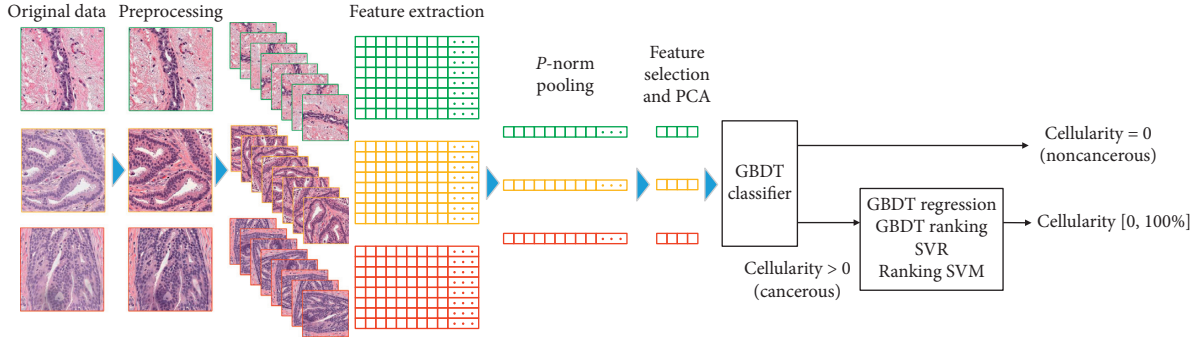 Original data
Preprocessing
Feature extraction
P-norm
pooling
Feature
selection
and PCA
GBDT
classifier
Cellularity = 0
(noncancerous)
Cellularity > 0
(cancerous)
GBDT regression
GBDT ranking
SVR
Ranking SVM
Cellularity [0, 100%]